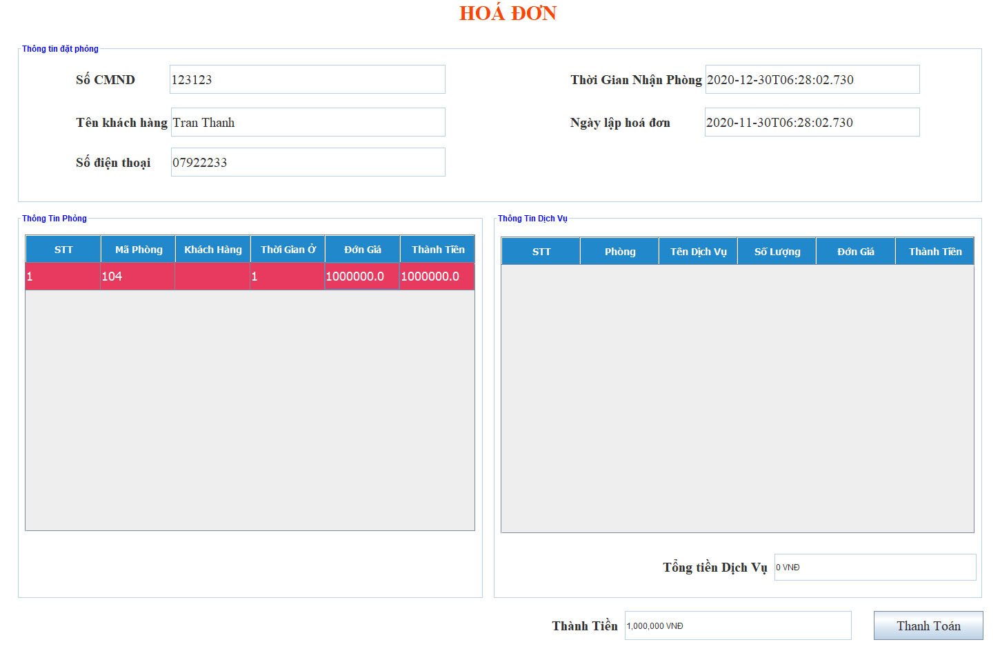 HOÁ ĐƠN
Thông tin đặt phòng
Số CMND 123123
Thời Gian Nhận Phòng 2020-12-30T06:28:02.730
Tên khách hàng Tran Thanh
Ngày lập hoá đơn 2020-11-30T06:28:02.730
Số điện thoại 07922233
Thông Tin Phòng
STT Mã Phòng Khách Hàng Thời Gian Ở Đớn Giá Thành Tiền
1 104 1 1000000.0 1000000.0
Thông Tin Dịch Vụ
STT Phòng Tên Dịch Vụ Số Lượng Đớn Giá Thành Tiền
Tổng tiền Dịch Vụ 0 VNĐ
Thành Tiền 1,000,000 VNĐ
Thanh Toán